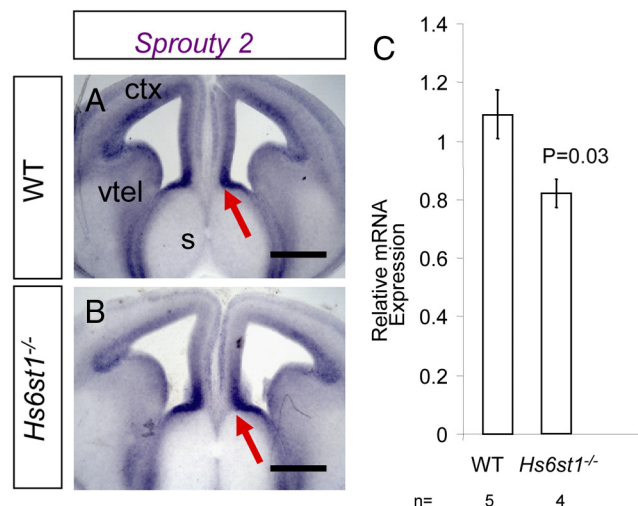 Sprouty 2
WT
A
ctx
vtel
s
Hs6st1-/-
B
C
Relative mRNA
Expression
1.4
1.2
1
0.8
0.6
0.4
0.2
0
P=0.03
WT Hs6st1-/-
n= 5 4